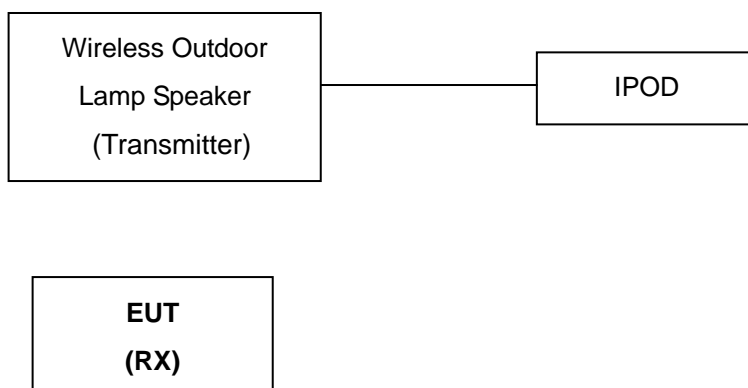 Wireless Outdoor
Lamp Speaker
(Transmitter)
IPOD
EUT
(RX)